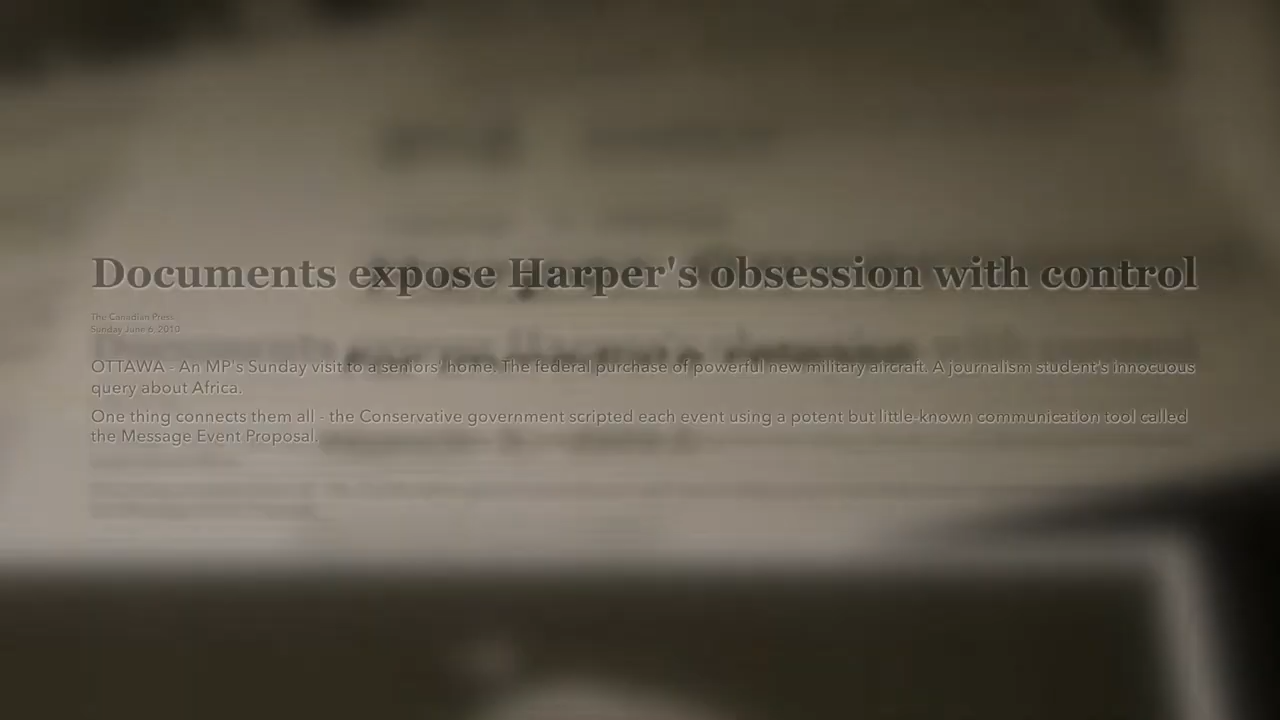 Documents expose Harper's obsession with control
The Canadian Press
Sunday June 6, 2010
OTTAWA - An MP's Sunday visit to a seniors' home. The federal purchase of powerful new military aircraft. A journalism student's innocuous
query about Africa.
One thing connects them all - the Conservative government scripted each event using a potent but little-known communication tool called
the Message Event Proposal.